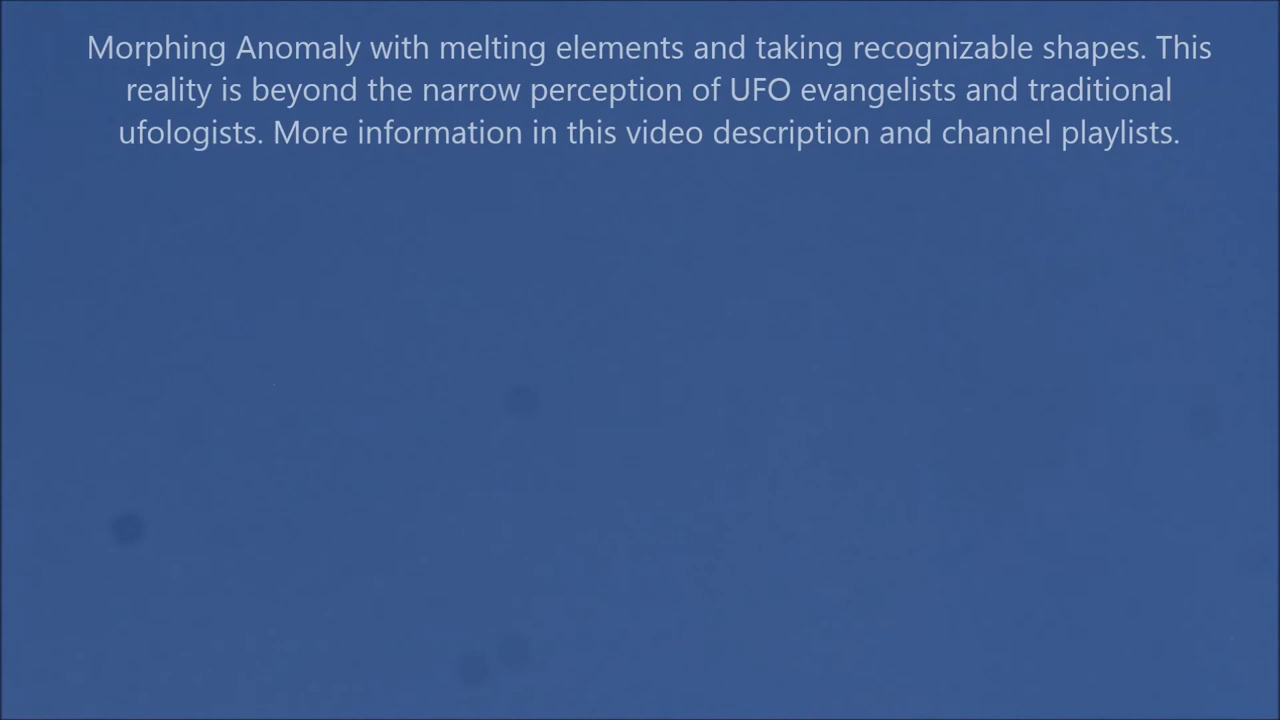 Morphing Anomaly with melting elements and taking recognizable shapes. This
reality is beyond the narrow perception of UFO evangelists and traditional
ufologists. More information in this video description and channel playlists.